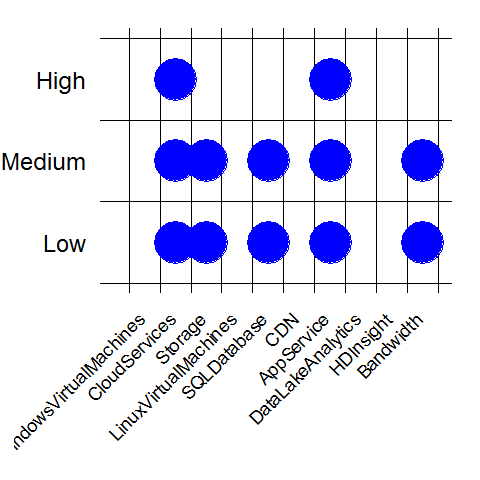 High
Medium
Low
ndowsVirtualMachines
CloudServices
Storage
LinuxVirtualMachines
SQLDatabase
CDN
AppService
DataLakeAnalytics
HDInsight
Bandwidth